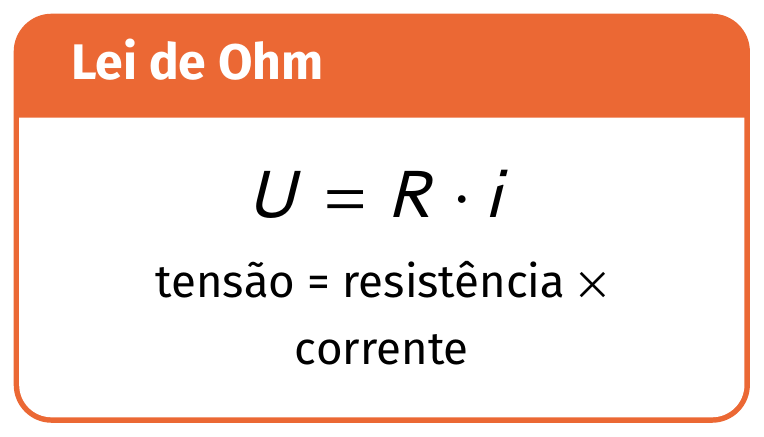 Lei de Ohm
U = R · i
tensão = resistência ×
corrente